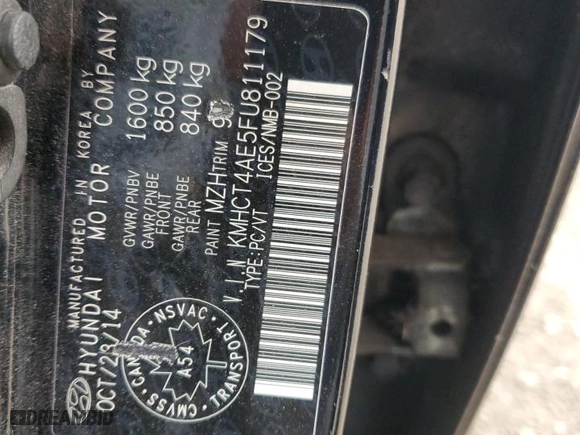 MANUFACTURED IN KOREA BY
HYUNDAI MOTOR COMPANY
OCT/28/14
GVWR/PNBV 1600 kg
GAWR/PNBE FRONT 850 kg
GAWR/PNBE REAR 840 kg
PAINT MZH TRIM
V.I.N KMHCT4AE5FU811179
TYPE:PC/VT ICES/NMB-002
CANADA NSVAC
A54
CMVSS TRANSPORT
DREAMBID